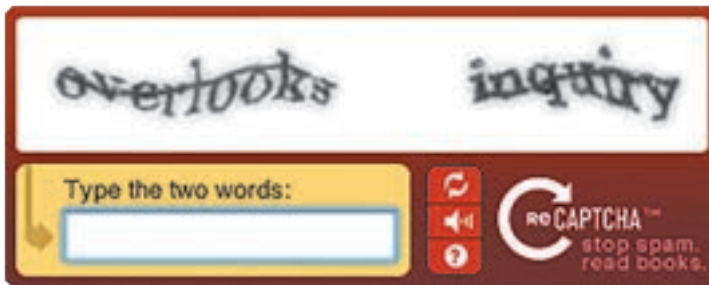 overlooks inquiry
Type the two words:
reCAPTCHA™
stop spam.
read books.